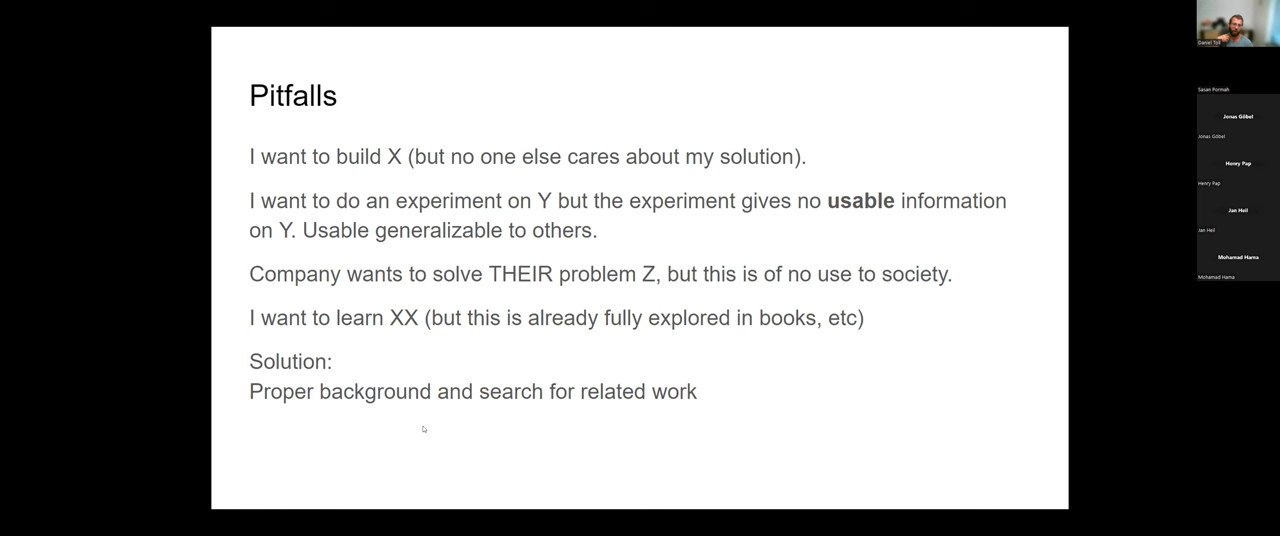 Pitfalls
I want to build X (but no one else cares about my solution).
I want to do an experiment on Y but the experiment gives no usable information
on Y. Usable generalizable to others.
Company wants to solve THEIR problem Z, but this is of no use to society.
I want to learn XX (but this is already fully explored in books, etc)
Solution:
Proper background and search for related work
Daniel Toll
Sasan Pormah
Jonas Göbel
Jonas Göbel
Henry Pap
Henry Pap
Jan Heil
Jan Heil
Mohamad Hama
Mohamad Hama